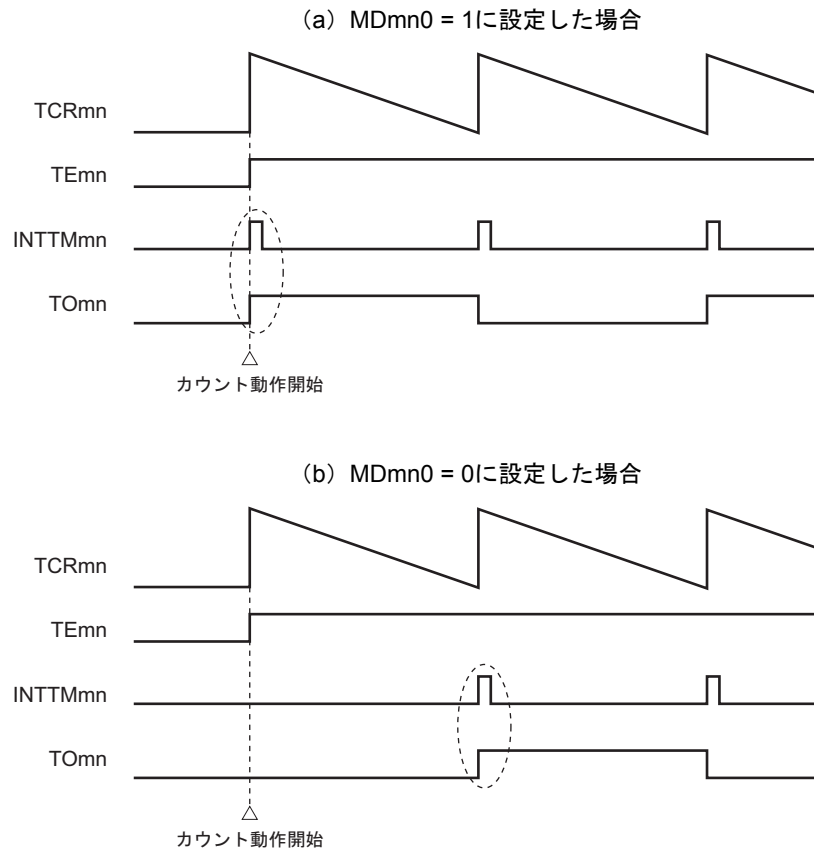 （a）MDmn0 = 1に設定した場合
TCRmn
TEmn
INTTMmn
TOmn
カウント動作開始
（b）MDmn0 = 0に設定した場合
TCRmn
TEmn
INTTMmn
TOmn
カウント動作開始